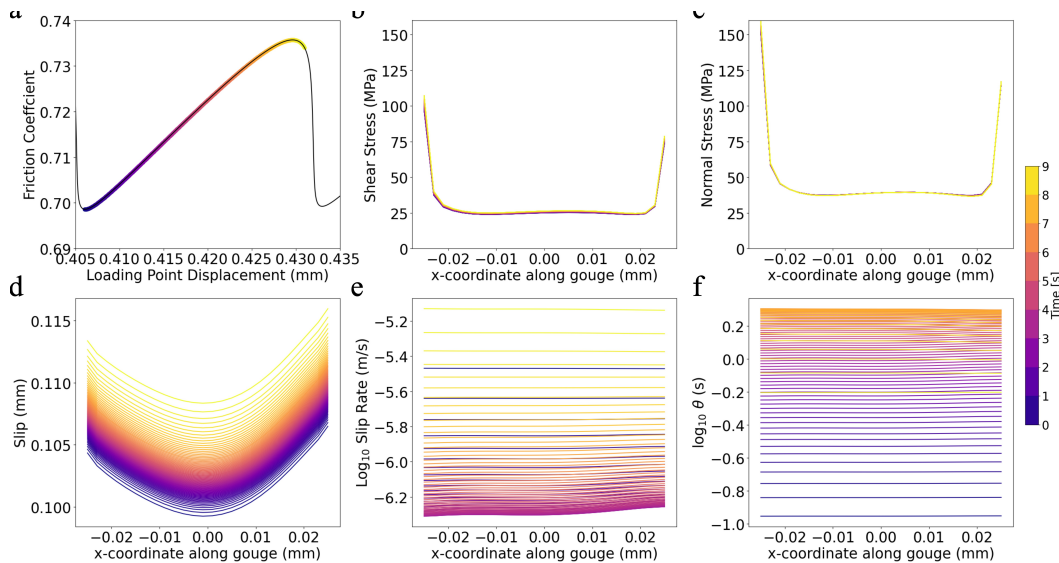 a
0.74
0.73
0.72
0.71
0.70
0.69
0.405 0.410 0.415 0.420 0.425 0.430 0.435
Friction Coeffcient
Loading Point Displacement (mm)
b
150
125
100
75
50
25
0
−0.02 −0.01 0.00 0.01 0.02
Shear Stress (MPa)
x-coordinate along gouge (mm)
c
150
125
100
75
50
25
0
−0.02 −0.01 0.00 0.01 0.02
Normal Stress (MPa)
x-coordinate along gouge (mm)
d
0.115
0.110
0.105
0.100
−0.02 −0.01 0.00 0.01 0.02
Slip (mm)
x-coordinate along gouge (mm)
e
−5.2
−5.4
−5.6
−5.8
−6.0
−6.2
−0.02 −0.01 0.00 0.01 0.02
Log10 Slip Rate (m/s)
x-coordinate along gouge (mm)
f
0.2
0.0
−0.2
−0.4
−0.6
−0.8
−1.0
−0.02 −0.01 0.00 0.01 0.02
log10 θ (s)
x-coordinate along gouge (mm)
9
8
7
6
5
4
3
2
1
0
Time [s]